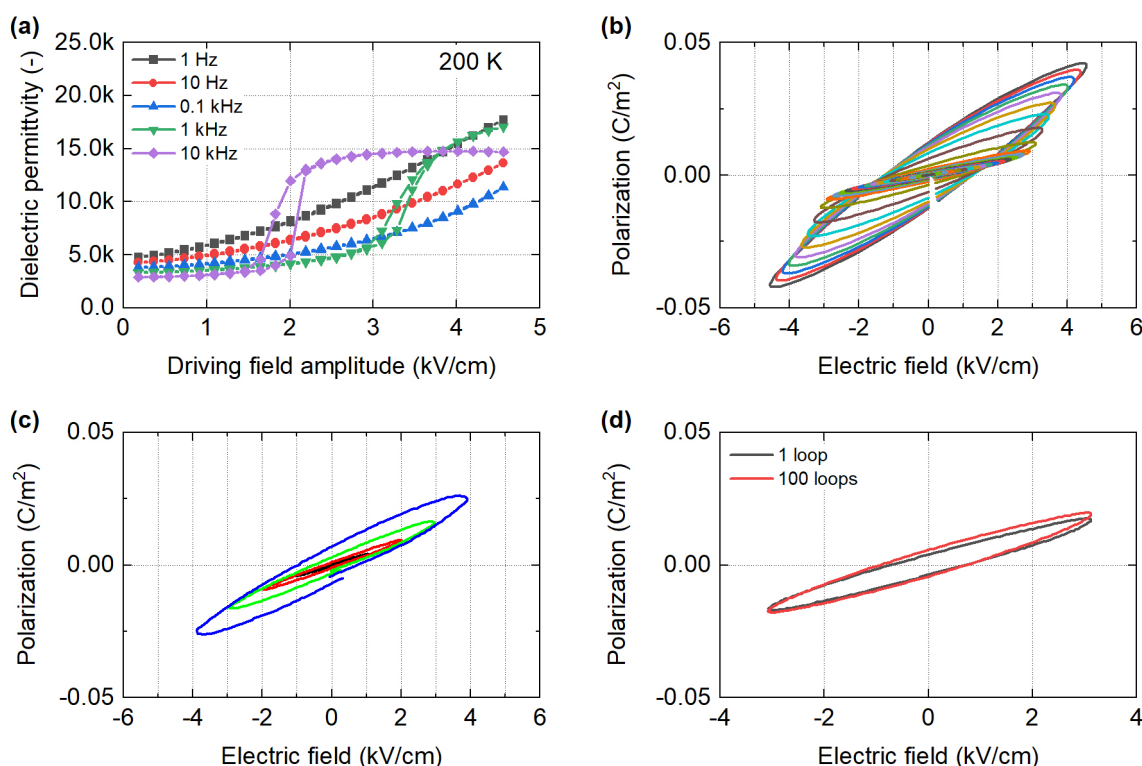 (a)
25.0k
20.0k
15.0k
10.0k
5.0k
0.0
Dielectric permittivity (-)
1 Hz
10 Hz
0.1 kHz
1 kHz
10 kHz
200 K
0 1 2 3 4 5
Driving field amplitude (kV/cm)
(b)
0.05
0.00
-0.05
Polarization (C/m²)
-6 -4 -2 0 2 4 6
Electric field (kV/cm)
(c)
0.05
0.00
-0.05
Polarization (C/m²)
-6 -4 -2 0 2 4 6
Electric field (kV/cm)
(d)
0.05
0.00
-0.05
Polarization (C/m²)
1 loop
100 loops
-4 -2 0 2 4
Electric field (kV/cm)